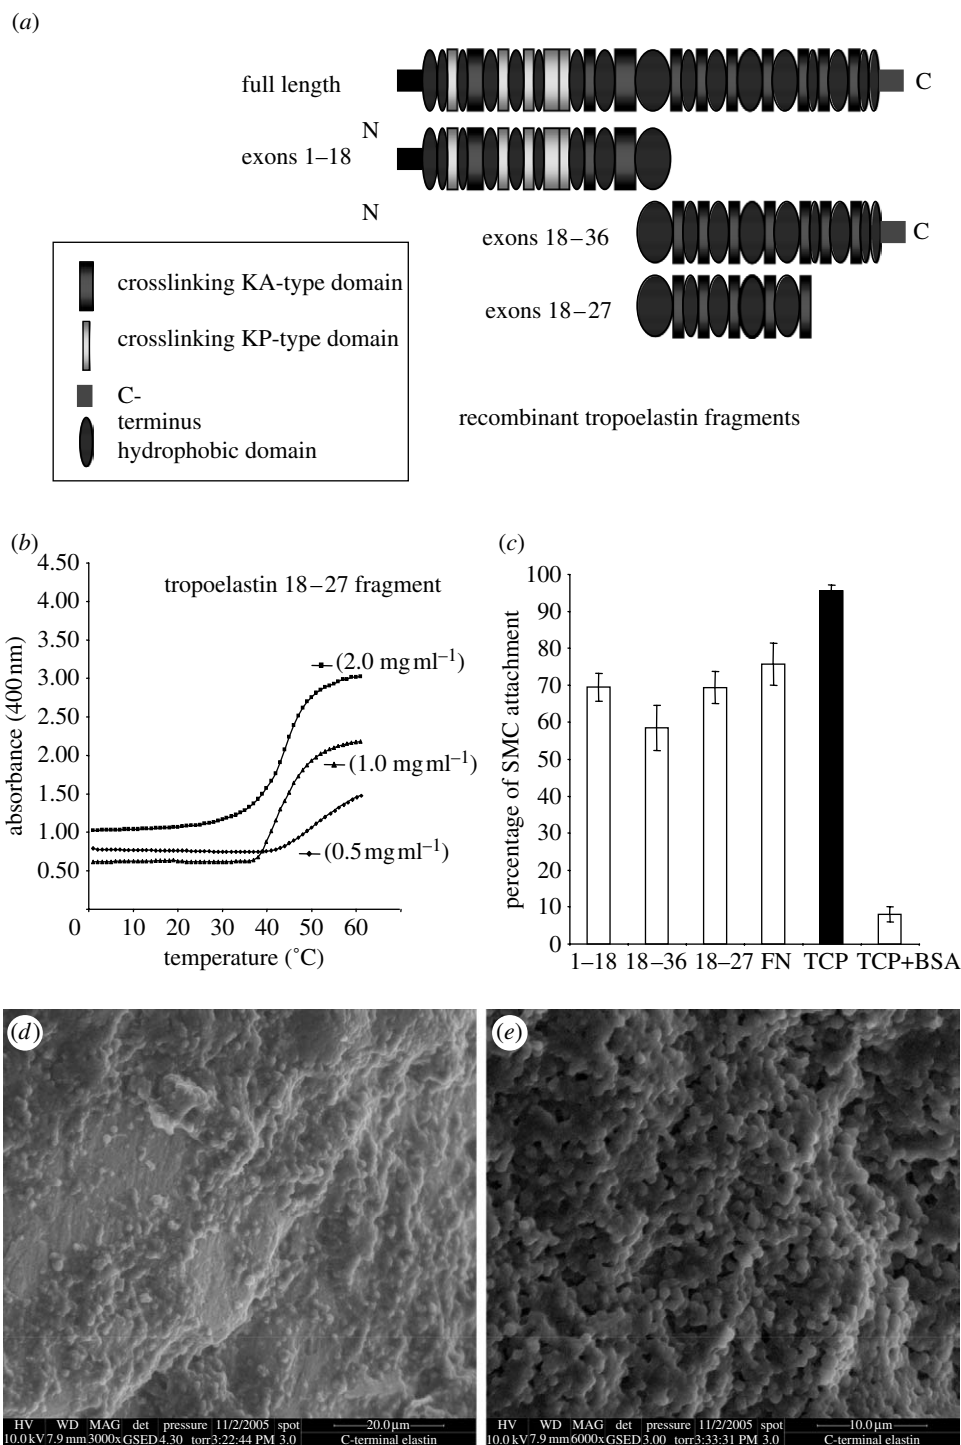 (a)
full length
C
N
exons 1–18
N
exons 18–36
C
exons 18–27
crosslinking KA-type domain
crosslinking KP-type domain
C-
terminus
hydrophobic domain
recombinant tropoelastin fragments
(b)
4.50
4.00
3.50
3.00
2.50
2.00
1.50
1.00
0.50
absorbance (400 nm)
tropoelastin 18–27 fragment
(2.0 mg ml⁻¹)
(1.0 mg ml⁻¹)
(0.5 mg ml⁻¹)
0 10 20 30 40 50 60
temperature (˚C)
(c)
100
90
80
70
60
50
40
30
20
10
0
percentage of SMC attachment
1–18 18–36 18–27 FN TCP TCP+BSA
(d)
HV WD MAG det pressure 11/2/2005 spot 20.0 µm
10.0 kV 7.9 mm 3000x GSED 4.30 torr 3:22:44 PM 3.0 C-terminal elastin
(e)
HV WD MAG det pressure 11/2/2005 spot 10.0 µm
10.0 kV 7.9 mm 6000x GSED 3.00 torr 3:33:31 PM 3.0 C-terminal elastin